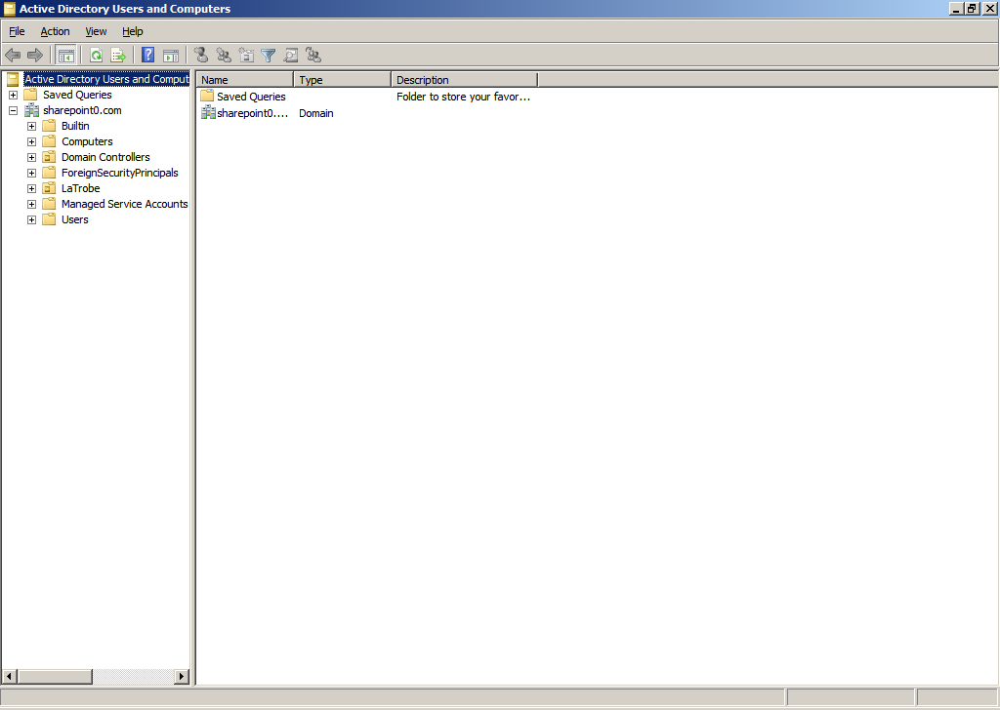 Active Directory Users and Computers
File Action View Help
Active Directory Users and Comput
Saved Queries
sharepoint0.com
Builtin
Computers
Domain Controllers
ForeignSecurityPrincipals
LaTrobe
Managed Service Accounts
Users
Name Type Description
Saved Queries Folder to store your favor...
sharepoint0.... Domain